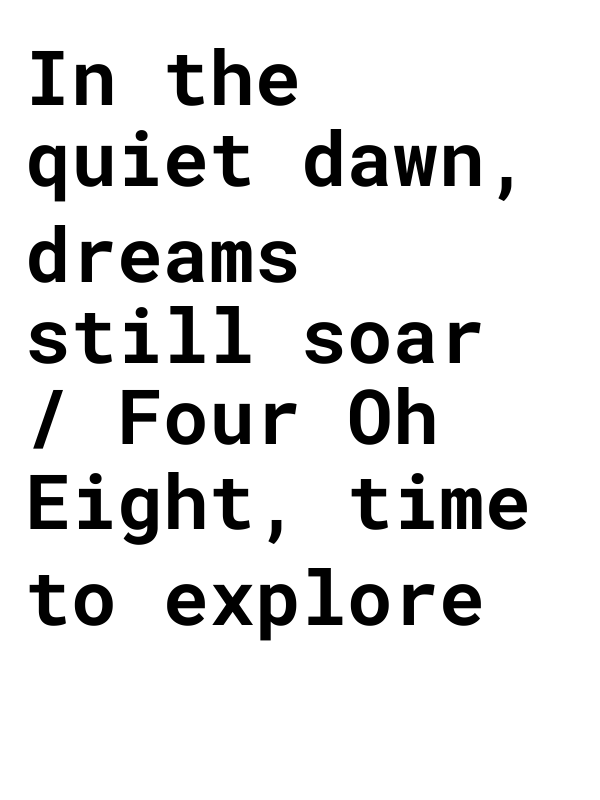 In the
quiet dawn,
dreams
still soar
/ Four Oh
Eight, time
to explore